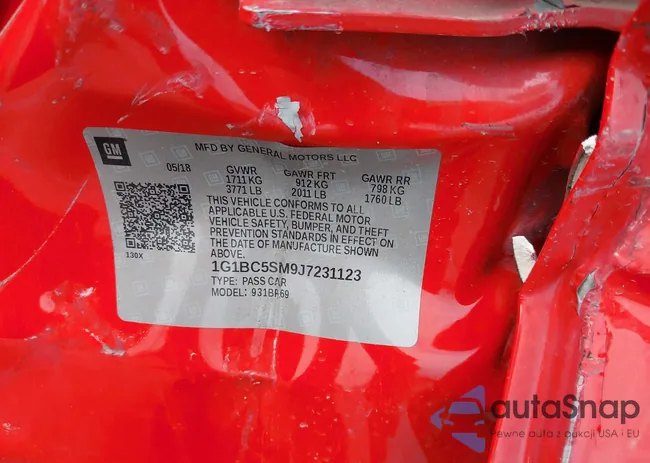 GM
MFD BY GENERAL MOTORS LLC
05/18 GVWR GAWR FRT GAWR RR
1711 KG 912 KG 798 KG
3771 LB 2011 LB 1760 LB
THIS VEHICLE CONFORMS TO ALL
APPLICABLE U.S. FEDERAL MOTOR
VEHICLE SAFETY, BUMPER, AND THEFT
PREVENTION STANDARDS IN EFFECT ON
THE DATE OF MANUFACTURE SHOWN
ABOVE.
130X
1G1BC5SM9J7231123
TYPE: PASS CAR
MODEL: 931BF69
autaSnap
Pewne auta z aukcji USA i EU